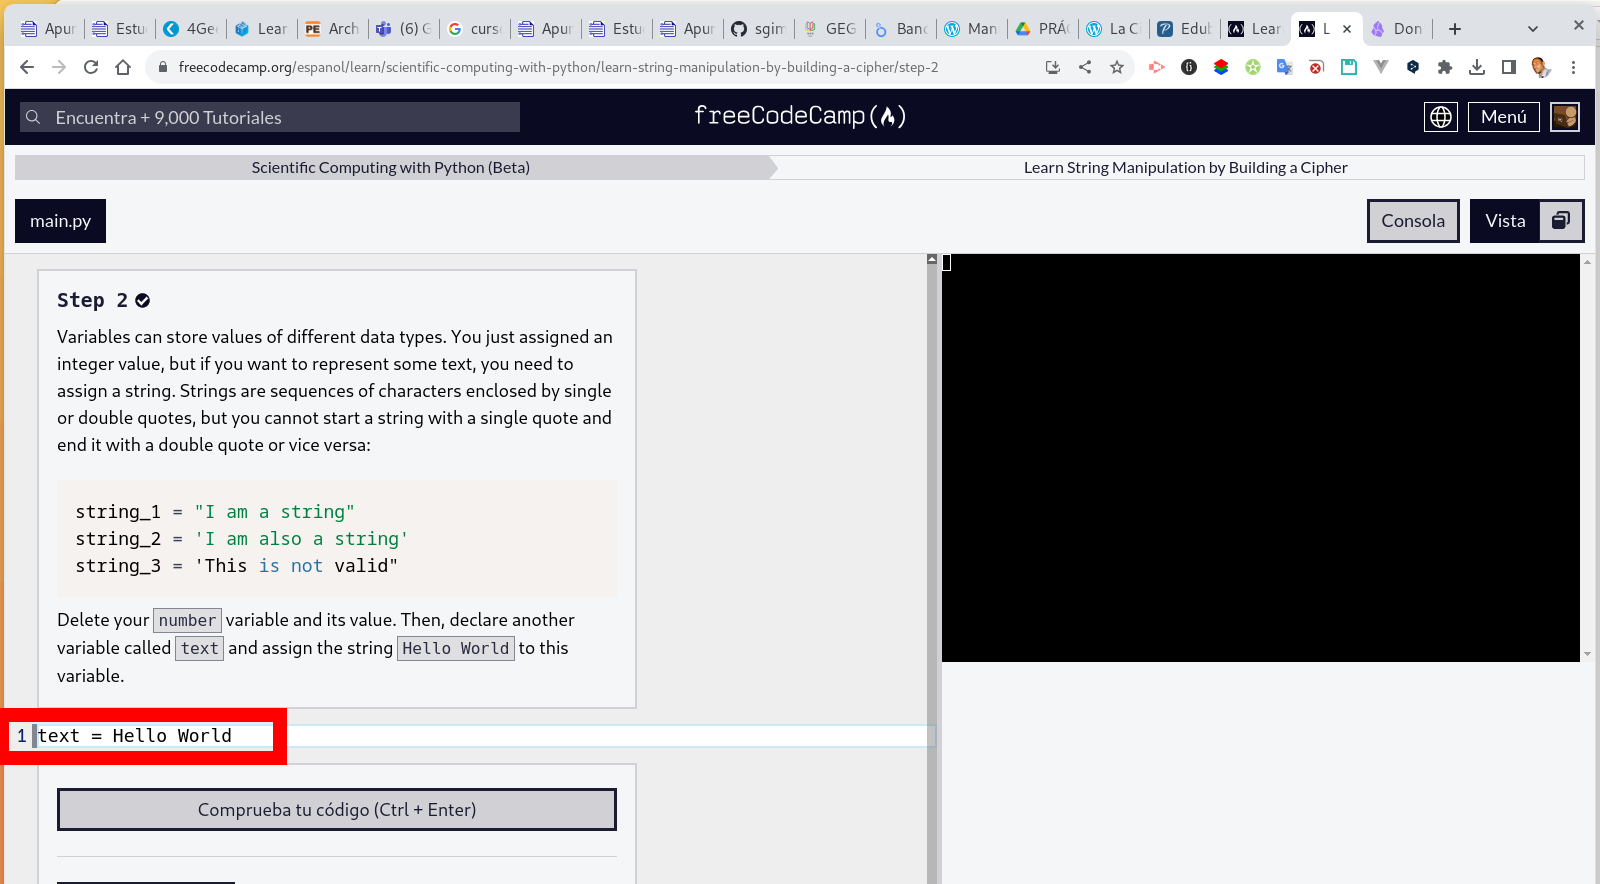 Apur
Estu
4Gee
Lear
Arch
(6) G
curso
Apur
Estu
Apur
sgim
GEG
Banc
Man
PRÁC
La Ci
Edub
Lear
L
Don
freecodecamp.org/espanol/learn/scientific-computing-with-python/learn-string-manipulation-by-building-a-cipher/step-2
Encuentra + 9,000 Tutoriales
freeCodeCamp
Menú
Scientific Computing with Python (Beta)
Learn String Manipulation by Building a Cipher
main.py
Consola
Vista
Step 2
Variables can store values of different data types. You just assigned an
integer value, but if you want to represent some text, you need to
assign a string. Strings are sequences of characters enclosed by single
or double quotes, but you cannot start a string with a single quote and
end it with a double quote or vice versa:
string_1 = "I am a string"
string_2 = 'I am also a string'
string_3 = 'This is not valid"
Delete your number variable and its value. Then, declare another
variable called text and assign the string Hello World to this
variable.
1 text = Hello World
Comprueba tu código (Ctrl + Enter)